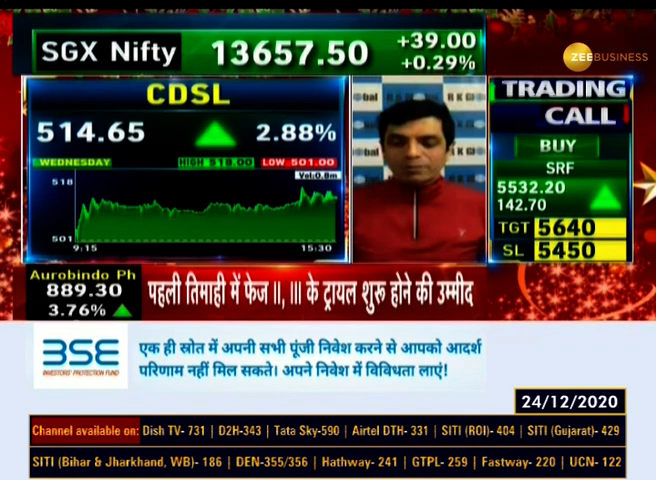 SGX Nifty 13657.50 +39.00 +0.29%
ZEEBUSINESS
CDSL
514.65 2.88%
WEDNESDAY HIGH 518.00 LOW 501.00
Vol:0.8m
518
501
9:15 15:30
TRADING CALL
BUY
SRF
5532.20
142.70
TGT 5640
SL 5450
Aurobindo Ph
889.30
3.76%
पहली तिमाही में फेज II, III के ट्रायल शुरू होने की उम्मीद
BSE
INVESTORS' PROTECTION FUND
एक ही स्रोत में अपनी सभी पूंजी निवेश करने से आपको आदर्श
परिणाम नहीं मिल सकते। अपने निवेश में विविधता लाएं!
24/12/2020
Channel available on: Dish TV- 731 | D2H-343 | Tata Sky-590 | Airtel DTH- 331 | SITI (ROI)- 404 | SITI (Gujarat)- 429
SITI (Bihar & Jharkhand, WB)- 186 | DEN-355/356 | Hathway- 241 | GTPL- 259 | Fastway- 220 | UCN- 122